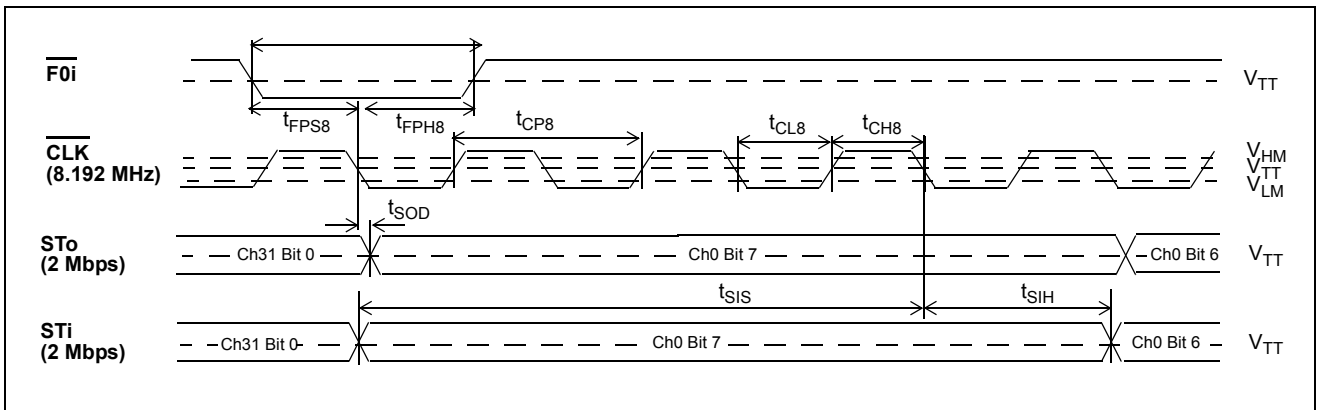 F0i
VTT
tFPS8
tFPH8
tCP8
tCL8
tCH8
CLK
(8.192 MHz)
VHM
VTT
VLM
tSOD
STo
(2 Mbps)
Ch31 Bit 0
Ch0 Bit 7
Ch0 Bit 6
VTT
tSIS
tSIH
STi
(2 Mbps)
Ch31 Bit 0
Ch0 Bit 7
Ch0 Bit 6
VTT